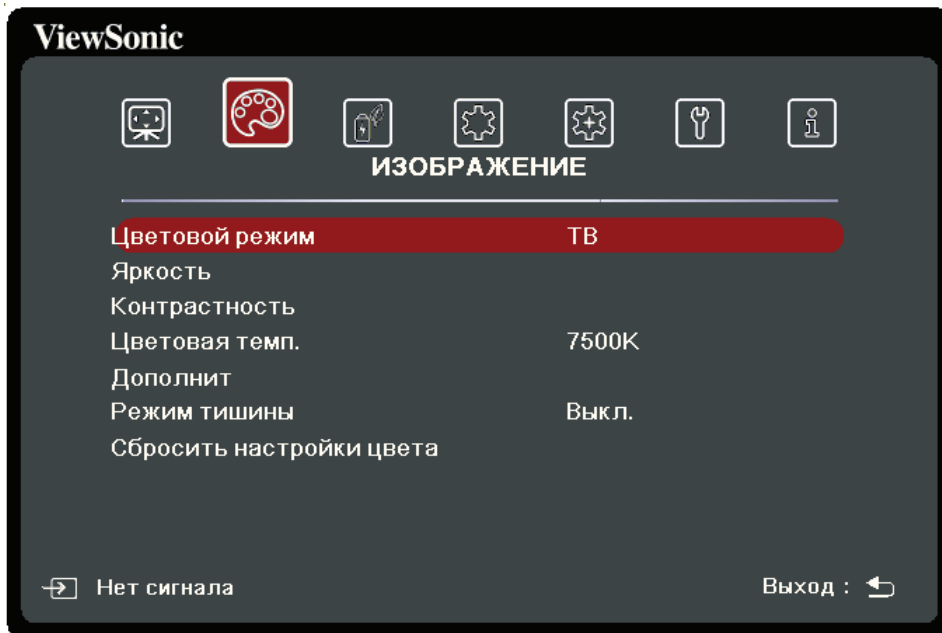 ViewSonic
ИЗОБРАЖЕНИЕ
Цветовой режим ТВ
Яркость
Контрастность
Цветовая темп. 7500K
Дополнит
Режим тишины Выкл.
Сбросить настройки цвета
Нет сигнала Выход :